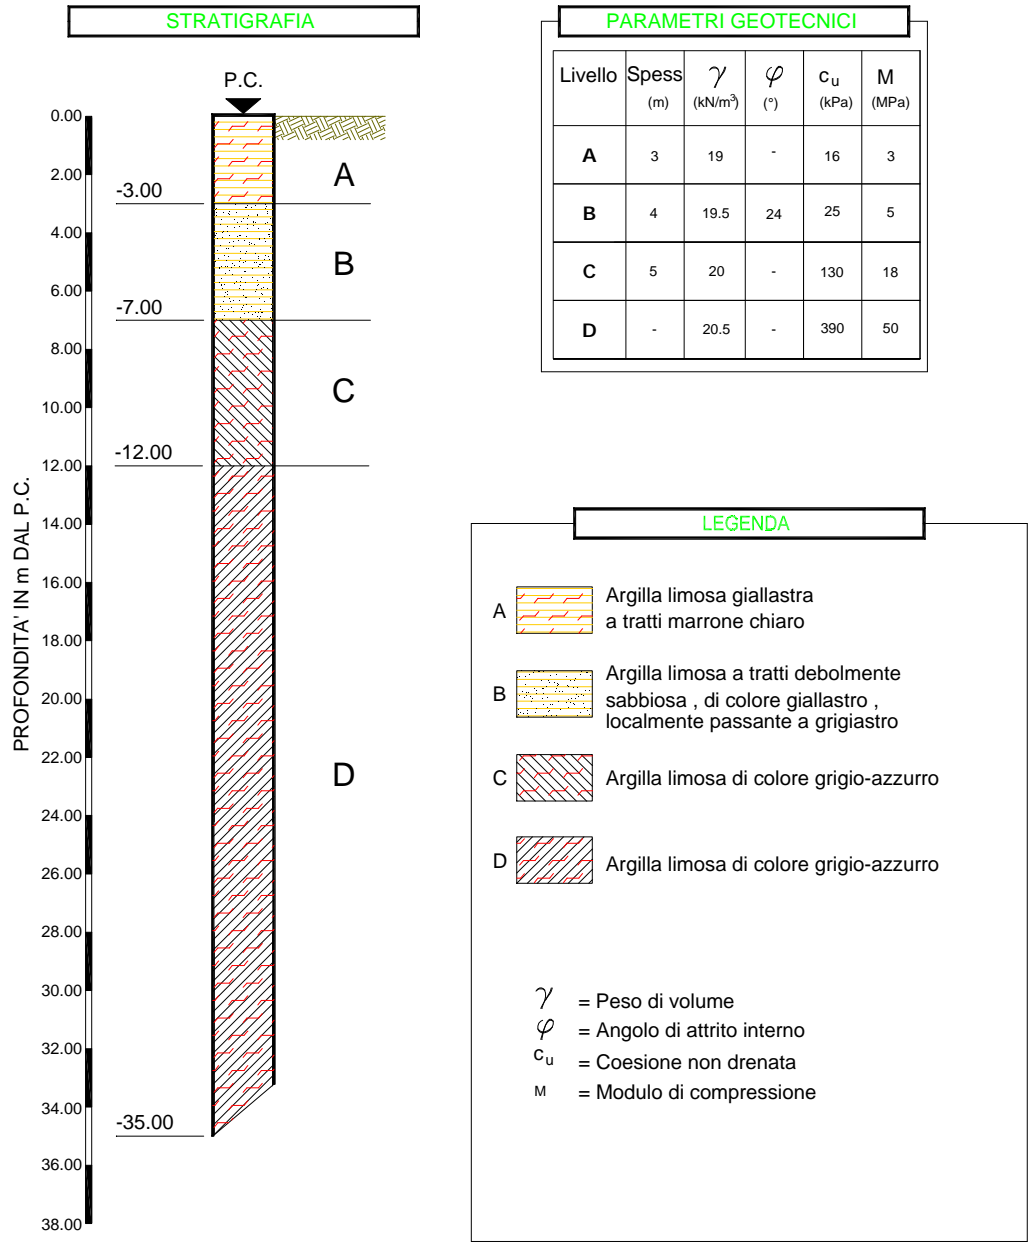 STRATIGRAFIA
P.C.
0.00
2.00
4.00
6.00
8.00
10.00
12.00
14.00
16.00
18.00
20.00
22.00
24.00
26.00
28.00
30.00
32.00
34.00
36.00
38.00
PROFONDITA' IN m DAL P.C.
-3.00
-7.00
-12.00
-35.00
A
B
C
D
PARAMETRI GEOTECNICI
Livello Spess γ φ cu M
(m) (kN/m³) (°) (kPa) (MPa)
A 3 19 - 16 3
B 4 19.5 24 25 5
C 5 20 - 130 18
D - 20.5 - 390 50
LEGENDA
A Argilla limosa giallastra
a tratti marrone chiaro
B Argilla limosa a tratti debolmente
sabbiosa , di colore giallastro ,
localmente passante a grigiastro
C Argilla limosa di colore grigio-azzurro
D Argilla limosa di colore grigio-azzurro
γ = Peso di volume
φ = Angolo di attrito interno
cu = Coesione non drenata
M = Modulo di compressione